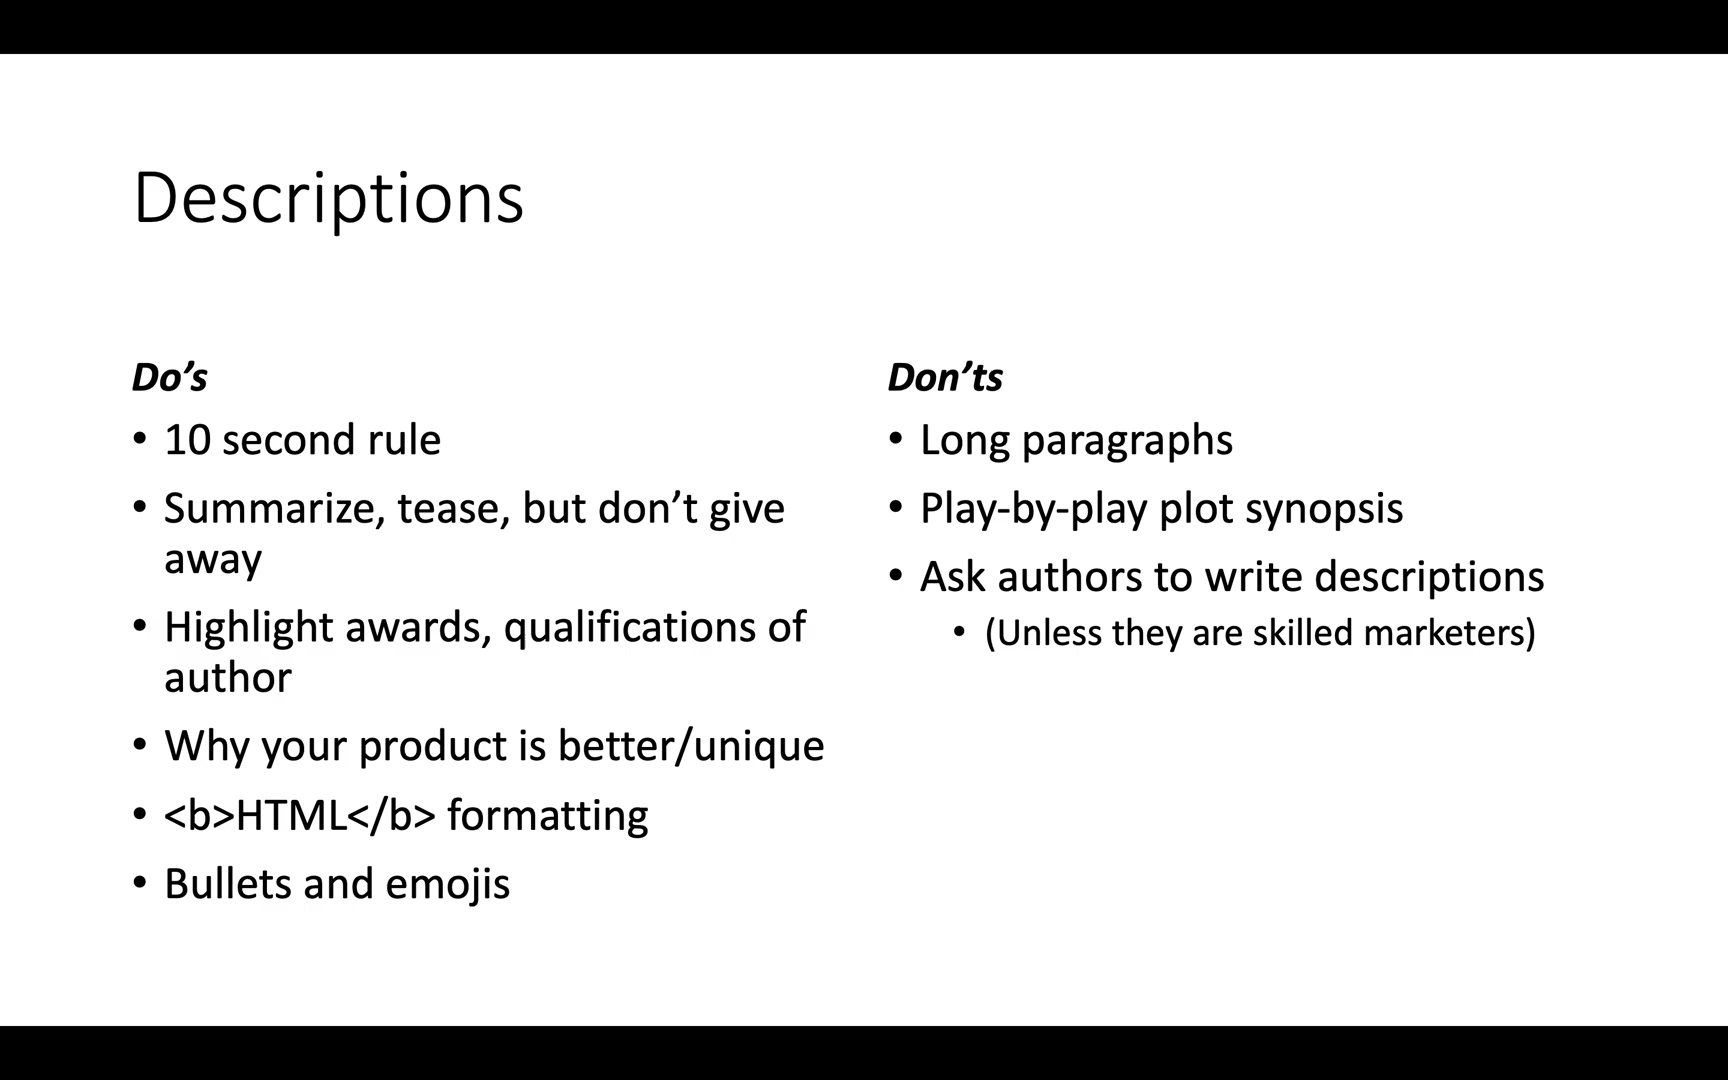 Descriptions
Do’s
• 10 second rule
• Summarize, tease, but don’t give
away
• Highlight awards, qualifications of
author
• Why your product is better/unique
• <b>HTML</b> formatting
• Bullets and emojis
Don’ts
• Long paragraphs
• Play-by-play plot synopsis
• Ask authors to write descriptions
• (Unless they are skilled marketers)